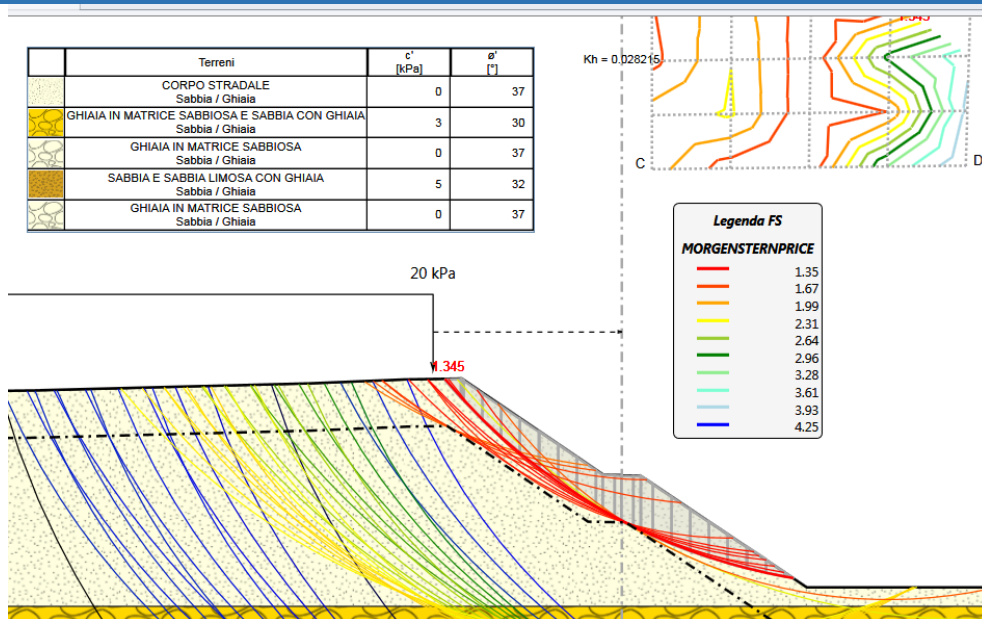 Terreni c' ø'
[kPa] [°]
CORPO STRADALE
Sabbia / Ghiaia 0 37
GHIAIA IN MATRICE SABBIOSA E SABBIA CON GHIAIA
Sabbia / Ghiaia 3 30
GHIAIA IN MATRICE SABBIOSA
Sabbia / Ghiaia 0 37
SABBIA E SABBIA LIMOSA CON GHIAIA
Sabbia / Ghiaia 5 32
GHIAIA IN MATRICE SABBIOSA
Sabbia / Ghiaia 0 37
1.345
Kh = 0.028215
C
D
Legenda FS
MORGENSTERNPRICE
1.35
1.67
1.99
2.31
2.64
2.96
3.28
3.61
3.93
4.25
20 kPa
1.345